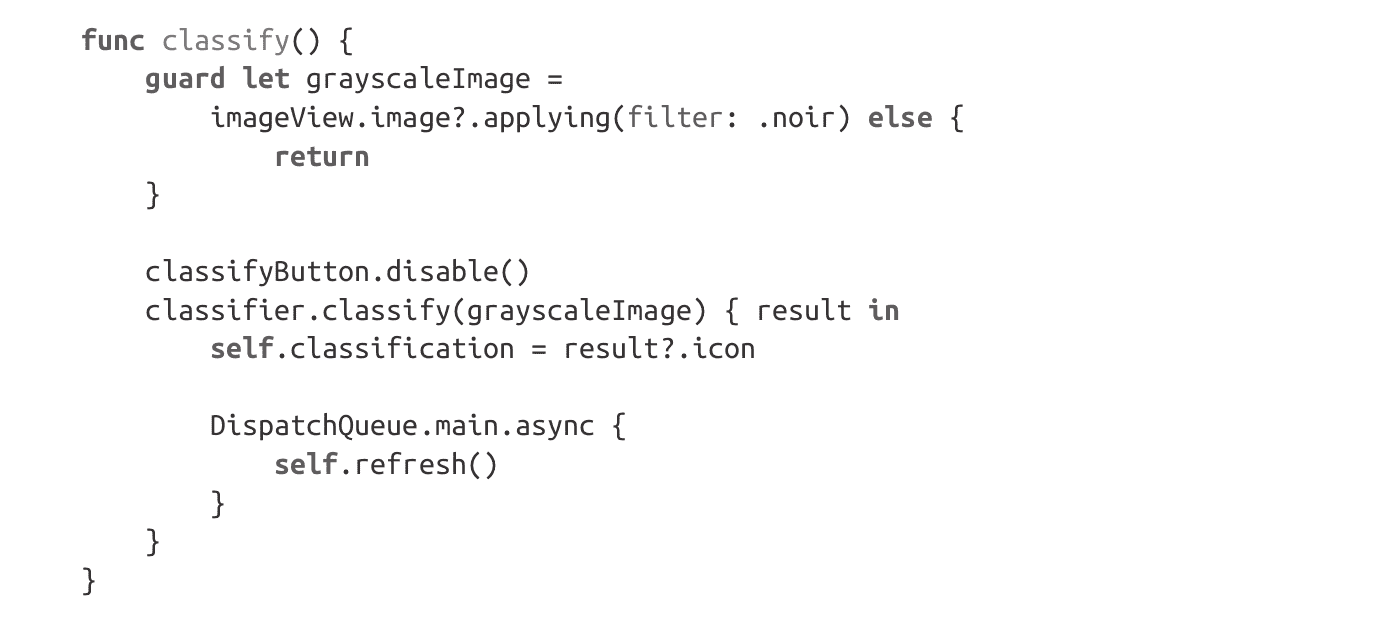 func classify() {
    guard let grayscaleImage =
        imageView.image?.applying(filter: .noir) else {
            return
    }

    classifyButton.disable()
    classifier.classify(grayscaleImage) { result in
        self.classification = result?.icon

        DispatchQueue.main.async {
            self.refresh()
        }
    }
}